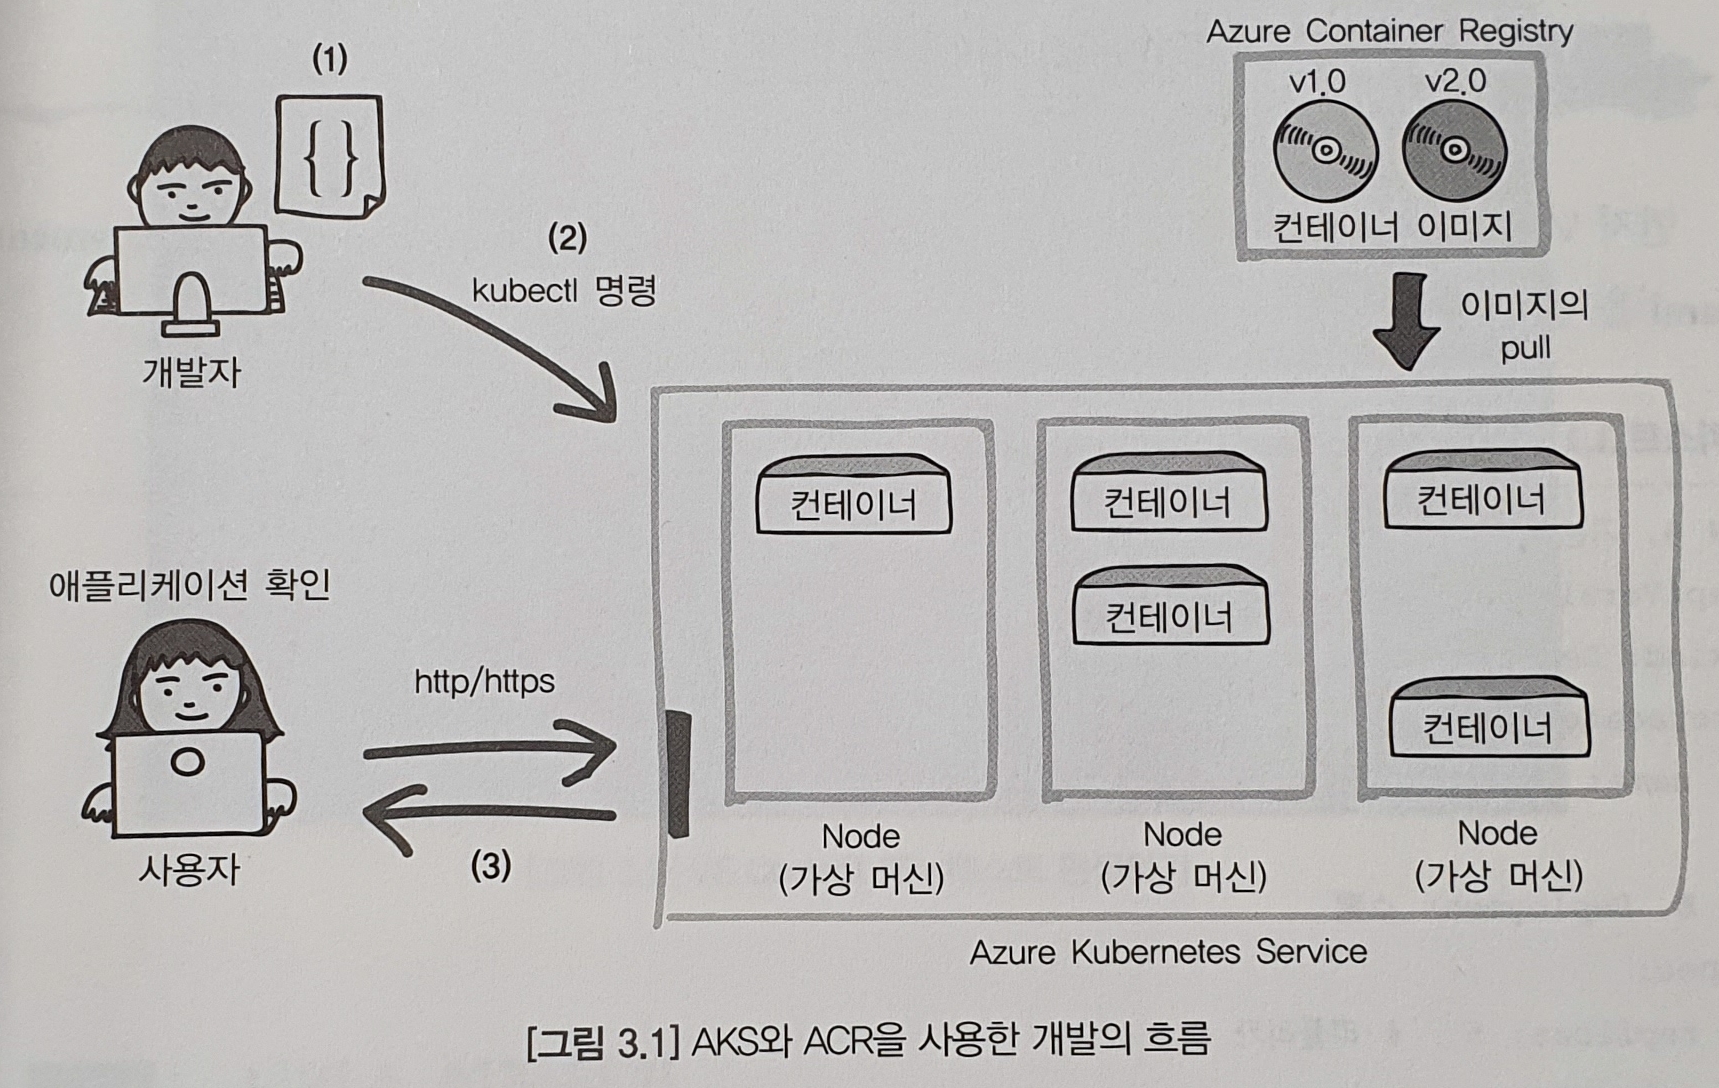 (1)
{ }
개발자
(2)
kubectl 명령
Azure Container Registry
v1.0 v2.0
컨테이너 이미지
이미지의
pull
컨테이너
컨테이너
컨테이너
컨테이너
컨테이너
애플리케이션 확인
사용자
http/https
(3)
Node
(가상 머신)
Node
(가상 머신)
Node
(가상 머신)
Azure Kubernetes Service
[그림 3.1] AKS와 ACR을 사용한 개발의 흐름